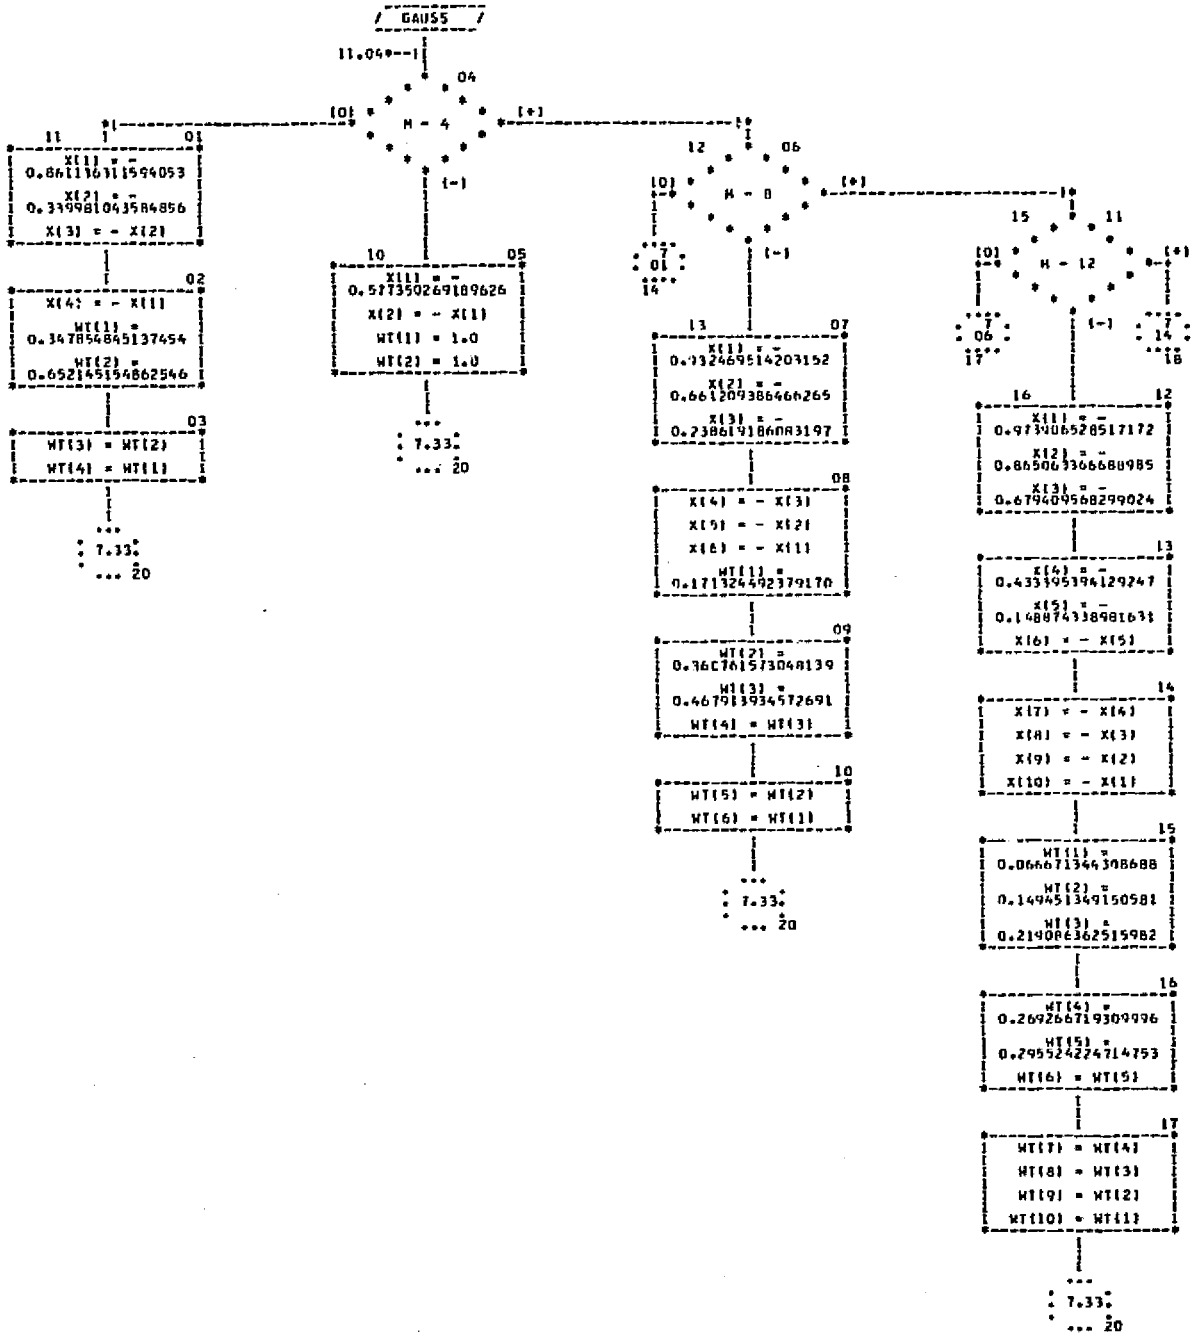 / GAUSS /
11.04*--|
04
(0)
M - 4
(+)
(-)
11
01
X(1) = -
0.861136311594053
X(2) = -
0.339981043584856
X(3) = - X(2)
02
X(4) = - X(1)
WT(1) =
0.347854845137454
WT(2) =
0.652145154862546
03
WT(3) = WT(2)
WT(4) = WT(1)
7.33
20
10
05
X(1) = -
0.577350269189626
X(2) = - X(1)
WT(1) = 1.0
WT(2) = 1.0
7.33
20
12
06
(0)
M - 8
(+)
(-)
7
01
14
13
07
X(1) = -
0.932469514203152
X(2) = -
0.661209386466265
X(3) = -
0.238619186083197
08
X(4) = - X(3)
X(5) = - X(2)
X(6) = - X(1)
WT(1) =
0.171324492379170
09
WT(2) =
0.360761573048139
WT(3) =
0.467913934572691
WT(4) = WT(3)
10
WT(5) = WT(2)
WT(6) = WT(1)
7.33
20
15
11
(0)
M - 12
(+)
(-)
7
06
17
7
14
18
16
12
X(1) = -
0.973906528517172
X(2) = -
0.865063366688985
X(3) = -
0.679409568299024
13
X(4) = -
0.433395394129247
X(5) = -
0.148874338981631
X(6) = - X(5)
14
X(7) = - X(4)
X(8) = - X(3)
X(9) = - X(2)
X(10) = - X(1)
15
WT(1) =
0.066671344308688
WT(2) =
0.149451349150581
WT(3) =
0.219086362515982
16
WT(4) =
0.269266719309996
WT(5) =
0.295524224714753
WT(6) = WT(5)
17
WT(7) = WT(4)
WT(8) = WT(3)
WT(9) = WT(2)
WT(10) = WT(1)
7.33
20